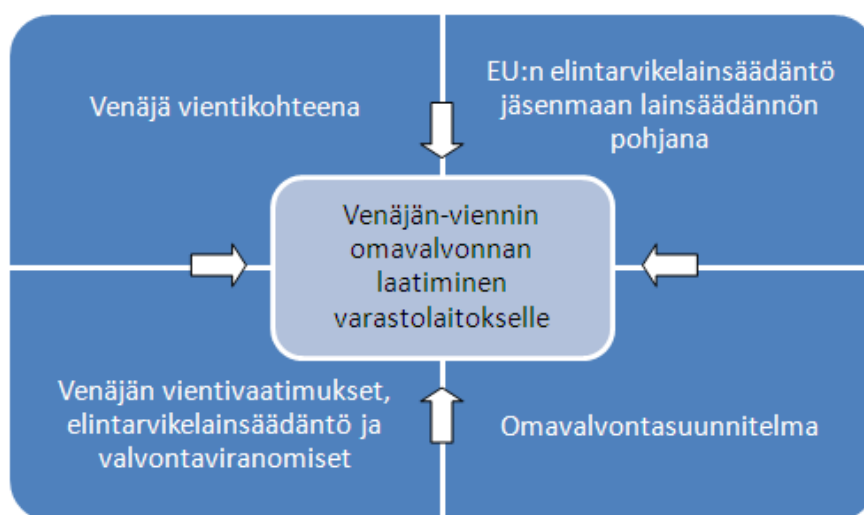 Venäjä vientikohteena
EU:n elintarvikelainsäädäntö
jäsenmaan lainsäädännön
pohjana
Venäjän-viennin
omavalvonnan
laatiminen
varastolaitokselle
Venäjän vientivaatimukset,
elintarvikelainsäädäntö ja
valvontaviranomiset
Omavalvontasuunnitelma